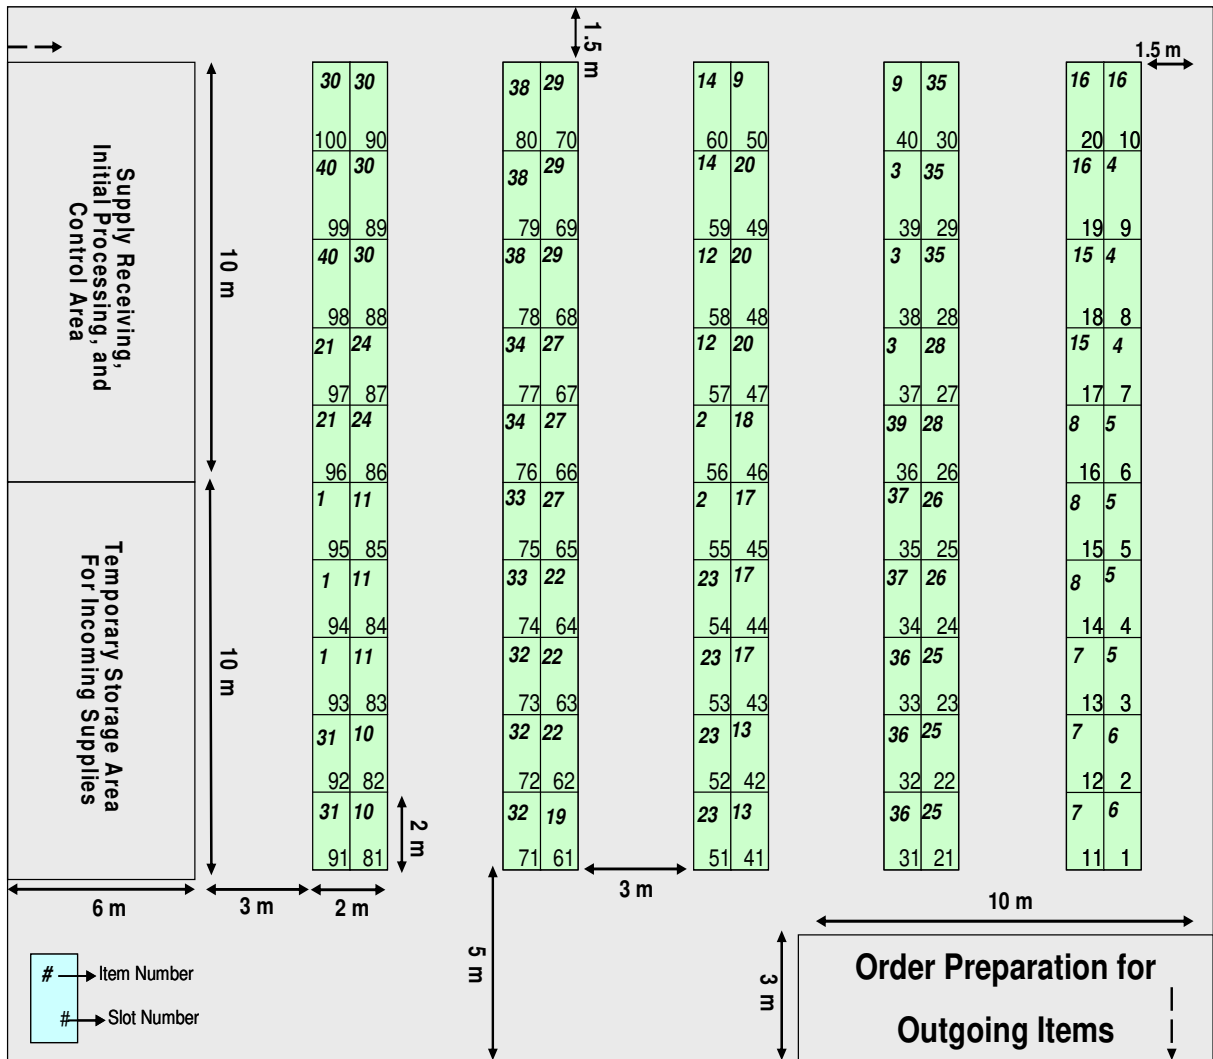 1.5 m
1.5 m
30 30 38 29 14 9 9 35 16 16
100 90 80 70 60 50 40 30 20 10
40 30 38 29 14 20 3 35 16 4
99 89 79 69 59 49 39 29 19 9
40 30 38 29 12 20 3 35 15 4
98 88 78 68 58 48 38 28 18 8
21 24 34 27 12 20 3 28 15 4
97 87 77 67 57 47 37 27 17 7
21 24 34 27 2 18 39 28 8 5
96 86 76 66 56 46 36 26 16 6
1 11 33 27 2 17 37 26 8 5
95 85 75 65 55 45 35 25 15 5
1 11 33 22 23 17 37 26 8 5
94 84 74 64 54 44 34 24 14 4
1 11 32 22 23 17 36 25 7 5
93 83 73 63 53 43 33 23 13 3
31 10 32 22 23 13 36 25 7 6
92 82 72 62 52 42 32 22 12 2
31 10 32 19 23 13 36 25 7 6
91 81 71 61 51 41 31 21 11 1
Supply Receiving,
Initial Processing, and
Control Area
10 m
Temporary Storage Area
For Incoming Supplies
10 m
2 m
6 m
3 m
2 m
3 m
10 m
5 m
3 m
# Item Number
# Slot Number
Order Preparation for
Outgoing Items